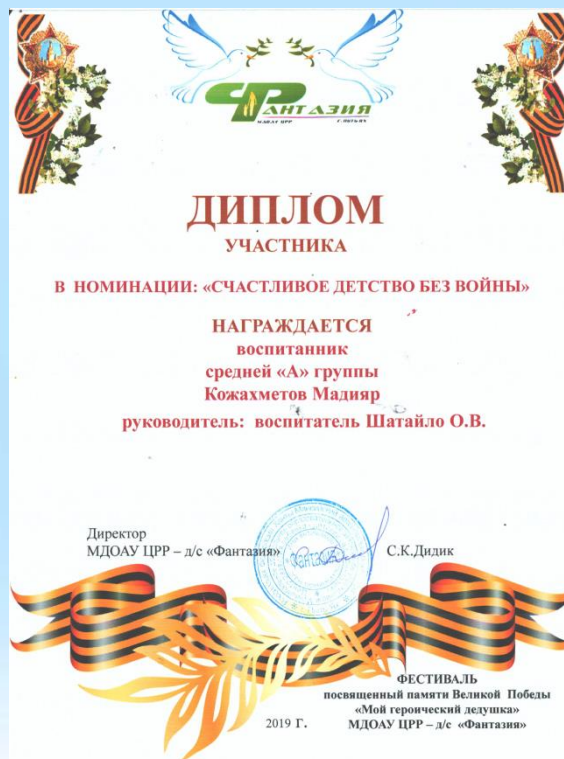 ФАНТАЗИЯ
ДИПЛОМ
УЧАСТНИКА
В НОМИНАЦИИ: «СЧАСТЛИВОЕ ДЕТСТВО БЕЗ ВОЙНЫ»
НАГРАЖДАЕТСЯ
воспитанник
средней «А» группы
Кожахметов Мадияр
руководитель: воспитатель Шатайло О.В.
Директор
МДОАУ ЦРР – д/с «Фантазия»
С.К.Дидик
ФЕСТИВАЛЬ
посвященный памяти Великой Победы
«Мой героический дедушка»
2019 Г.
МДОАУ ЦРР – д/с «Фантазия»